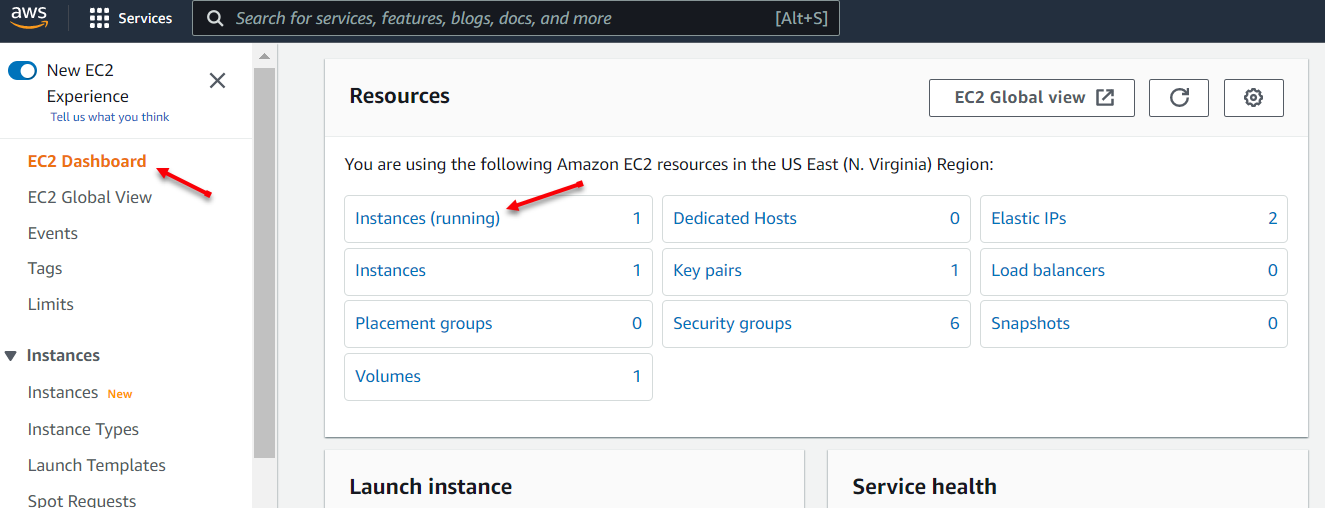 aws
Services
Search for services, features, blogs, docs, and more
[Alt+S]
New EC2
Experience
Tell us what you think
EC2 Dashboard
EC2 Global View
Events
Tags
Limits
Instances
Instances New
Instance Types
Launch Templates
Spot Requests
Resources
EC2 Global view
You are using the following Amazon EC2 resources in the US East (N. Virginia) Region:
Instances (running) 1
Dedicated Hosts 0
Elastic IPs 2
Instances 1
Key pairs 1
Load balancers 0
Placement groups 0
Security groups 6
Snapshots 0
Volumes 1
Launch instance
Service health